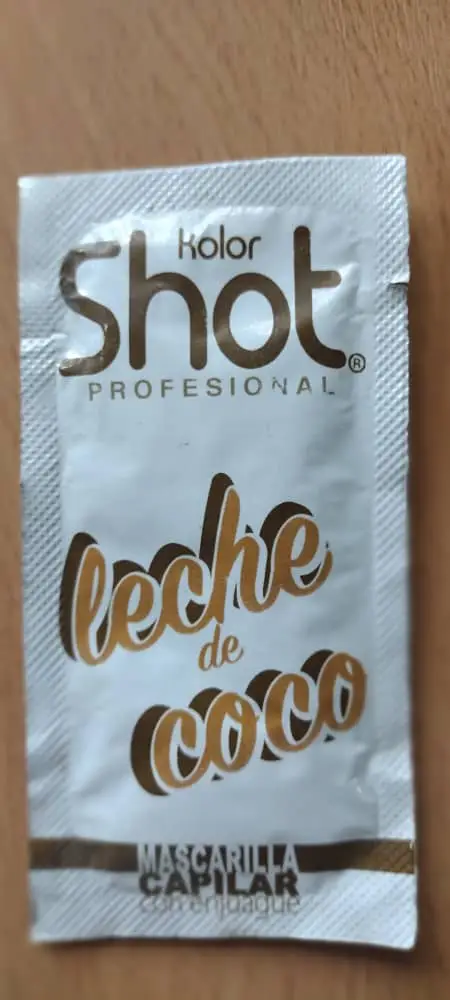 kolor
Shot®
PROFESIONAL
leche
de
coco
MASCARILLA
CAPILAR
con enjuague